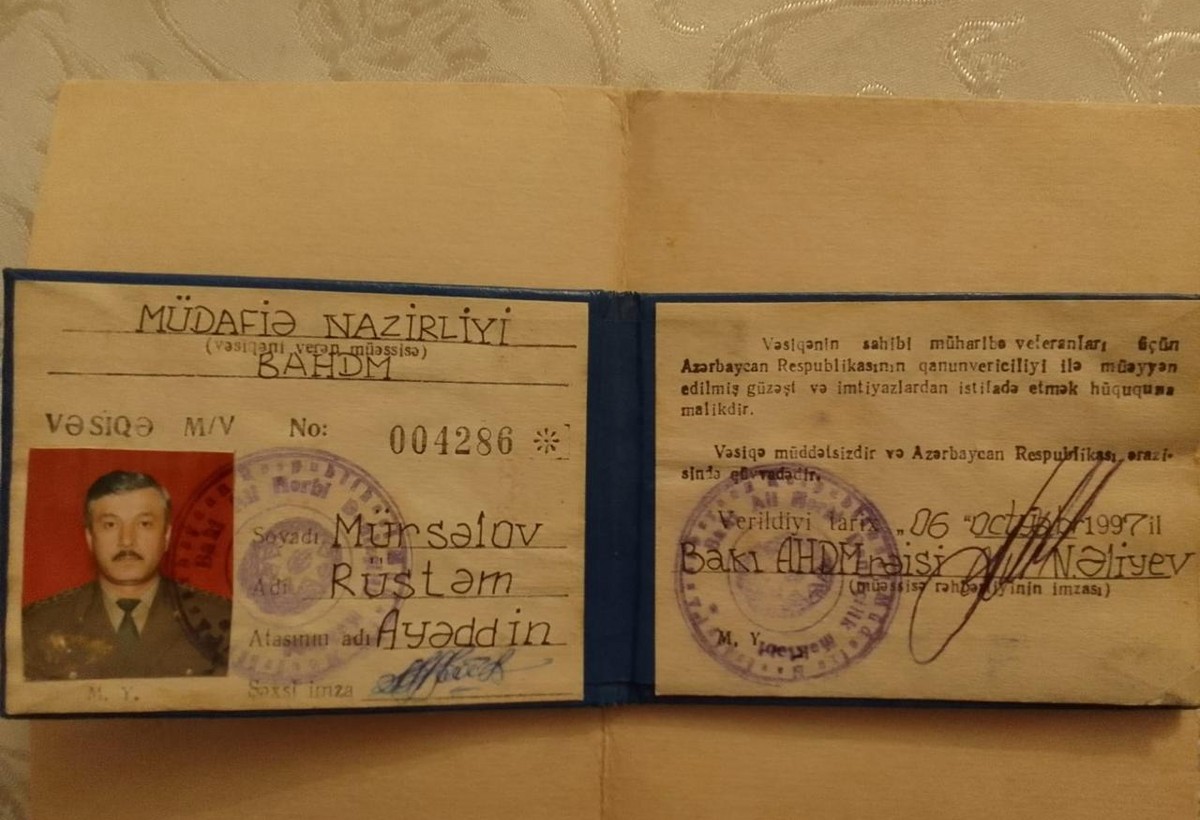 MÜDAFİƏ NAZİRLİYİ
(vəsiqəni verən müəssisə)
BAHDM
VƏSİQƏ M/V No: 004286 *
Soyadı Mürsəlov
Adı Rustəm
Atasının adı Ayəddin
Şəxsi imza
M. Y.
Vəsiqənin sahibi müharibə veteranları üçün
Azərbaycan Respublikasının qanunvericiliyi ilə müəyyən
edilmiş güzəşt və imtiyazlardan istifadə etmək hüququna
malikdir.
Vəsiqə müddətsizdir və Azərbaycan Respublikası ərazi-
sində qüvvədədir.
Verildiyi tarix „06 " oktyabr 1997 il
Bakı AHDM rəisi N.Əliyev
(müəssisə rəhbərliyinin imzası)
M. Y.